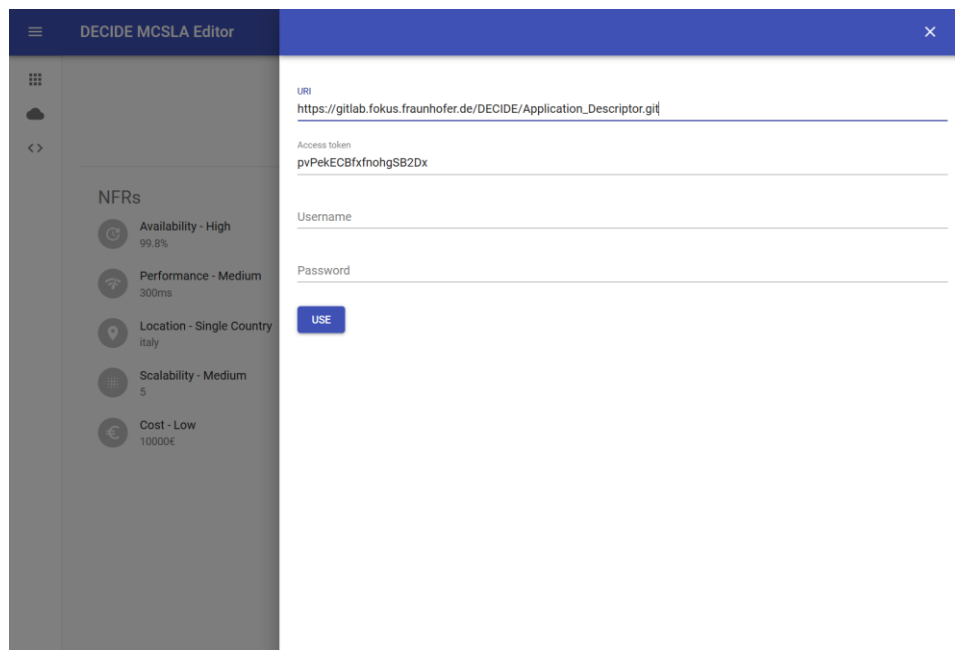 DECIDE MCSLA Editor
URI
https://gitlab.fokus.fraunhofer.de/DECIDE/Application_Descriptor.git
Access token
pvPekECBfxfnohgSB2Dx
Username
Password
USE
NFRs
Availability - High
99.8%
Performance - Medium
300ms
Location - Single Country
italy
Scalability - Medium
5
Cost - Low
10000€